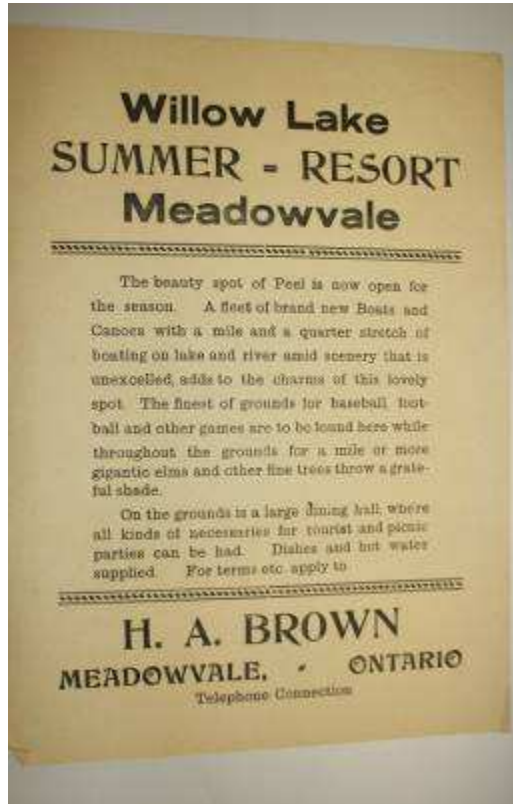 Willow Lake
SUMMER - RESORT
Meadowvale
The beauty spot of Peel is now open for
the season. A fleet of brand new Boats and
Canoes with a mile and a quarter stretch of
boating on lake and river amid scenery that is
unexcelled, adds to the charms of this lovely
spot. The finest of grounds for baseball, foot-
ball and other games are to be found here while
throughout the grounds for a mile or more
gigantic elms and other fine trees throw a grate-
ful shade.
On the grounds is a large dining hall, where
all kinds of necessaries for tourist and picnic
parties can be had. Dishes and hot water
supplied. For terms etc. apply to
H. A. BROWN
MEADOWVALE, - ONTARIO
Telephone Connection